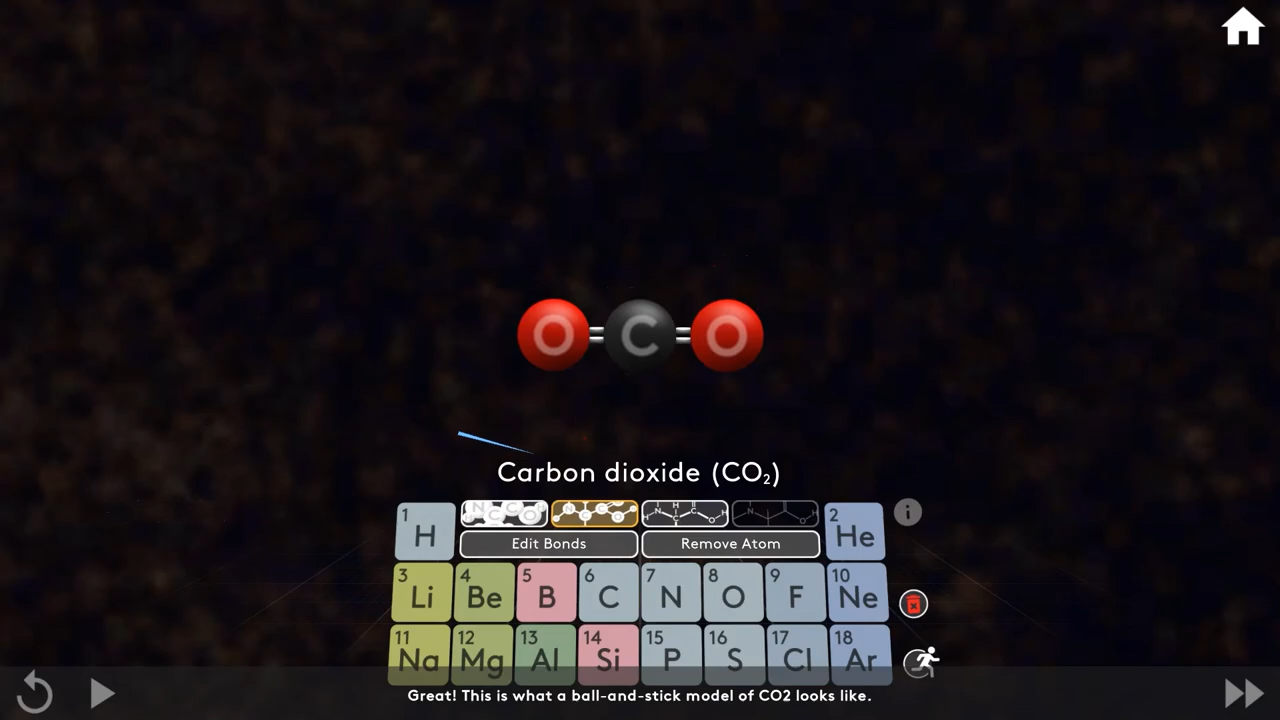 O C O
Carbon dioxide (CO₂)
1 H
2 He
Edit Bonds
Remove Atom
3 Li 4 Be 5 B 6 C 7 N 8 O 9 F 10 Ne
11 Na 12 Mg 13 Al 14 Si 15 P 16 S 17 Cl 18 Ar
Great! This is what a ball-and-stick model of CO2 looks like.